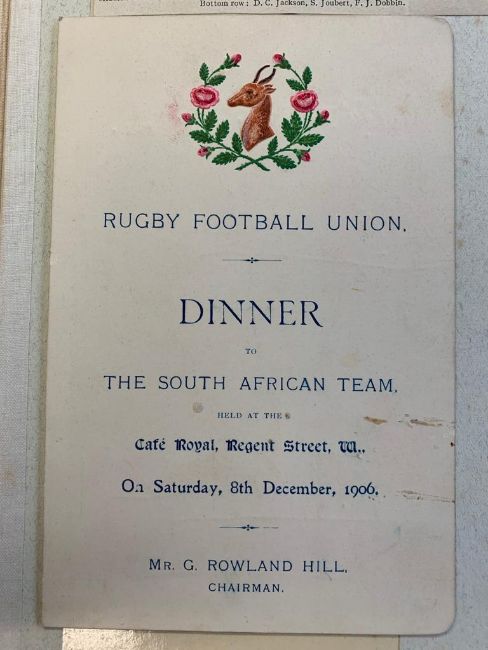 Bottom row; D. C. Jackson, S. Joubert, F. J. Dobbin.
RUGBY FOOTBALL UNION.
DINNER
TO
THE SOUTH AFRICAN TEAM,
HELD AT THE
Café Royal, Regent Street, W.,
On Saturday, 8th December, 1906.
MR. G. ROWLAND HILL,
CHAIRMAN.